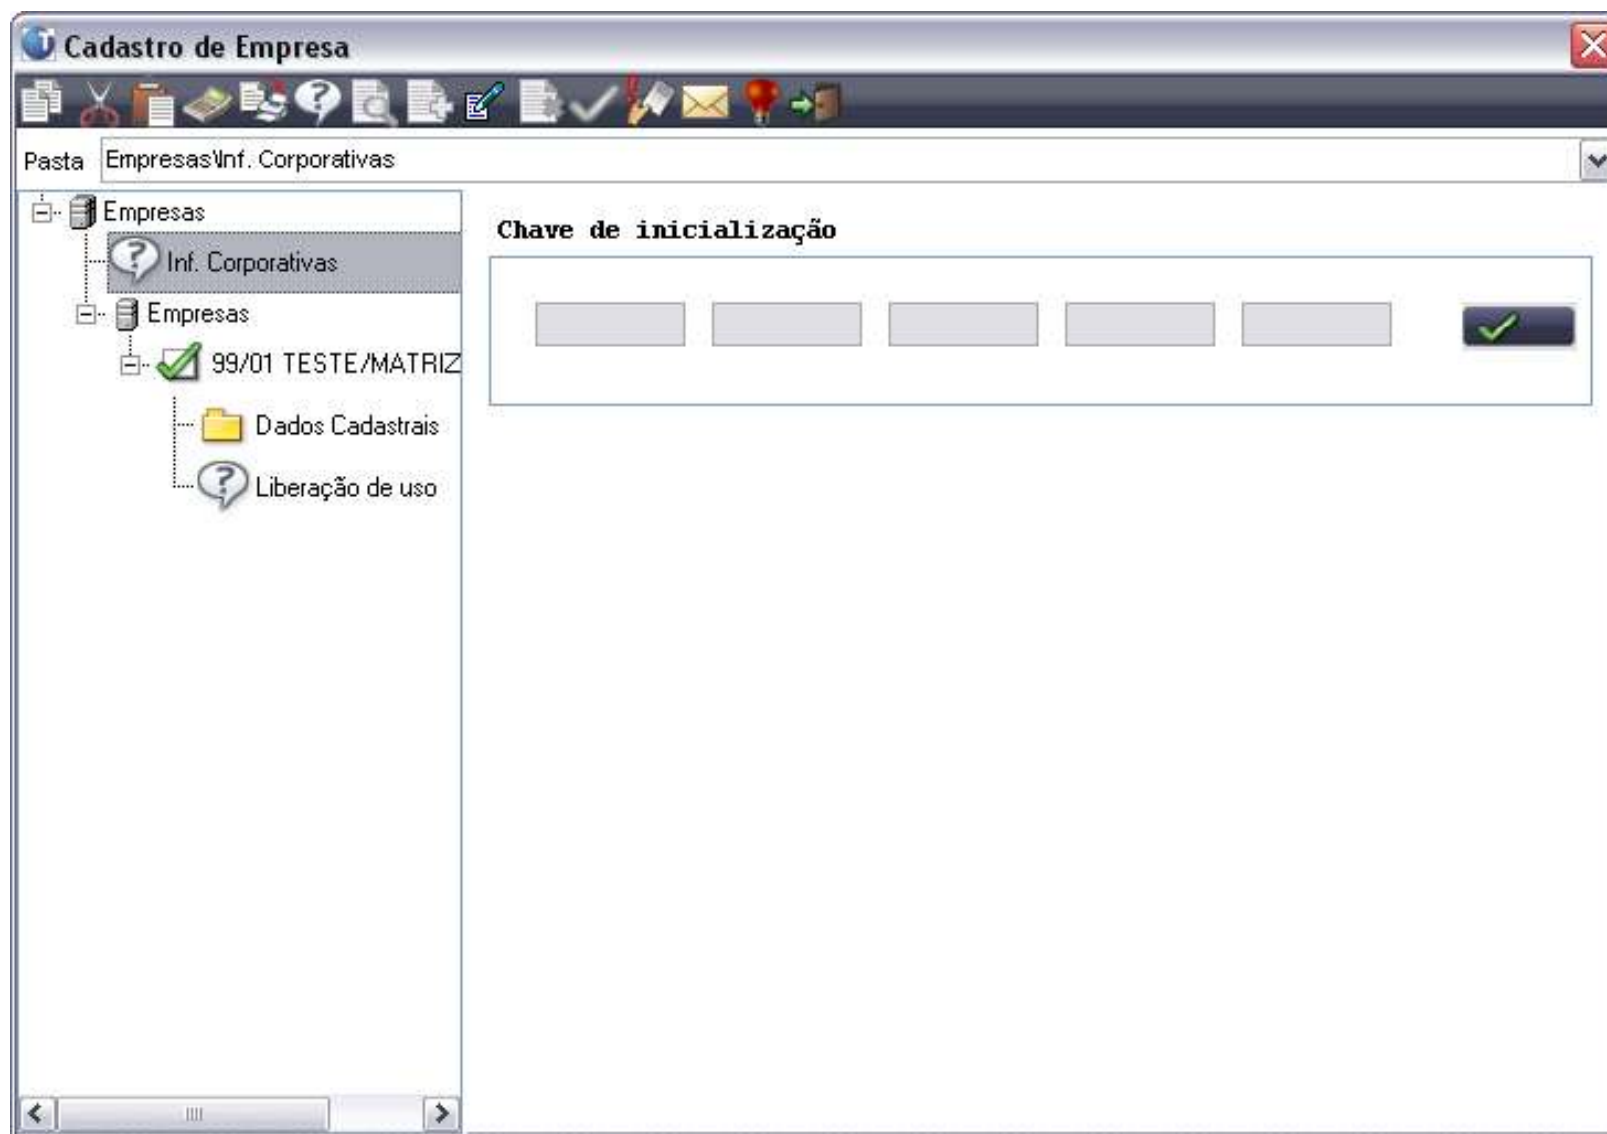 Cadastro de Empresa
Pasta Empresas\Inf. Corporativas
Empresas
Inf. Corporativas
Empresas
99/01 TESTE/MATRIZ
Dados Cadastrais
Liberação de uso
Chave de inicialização